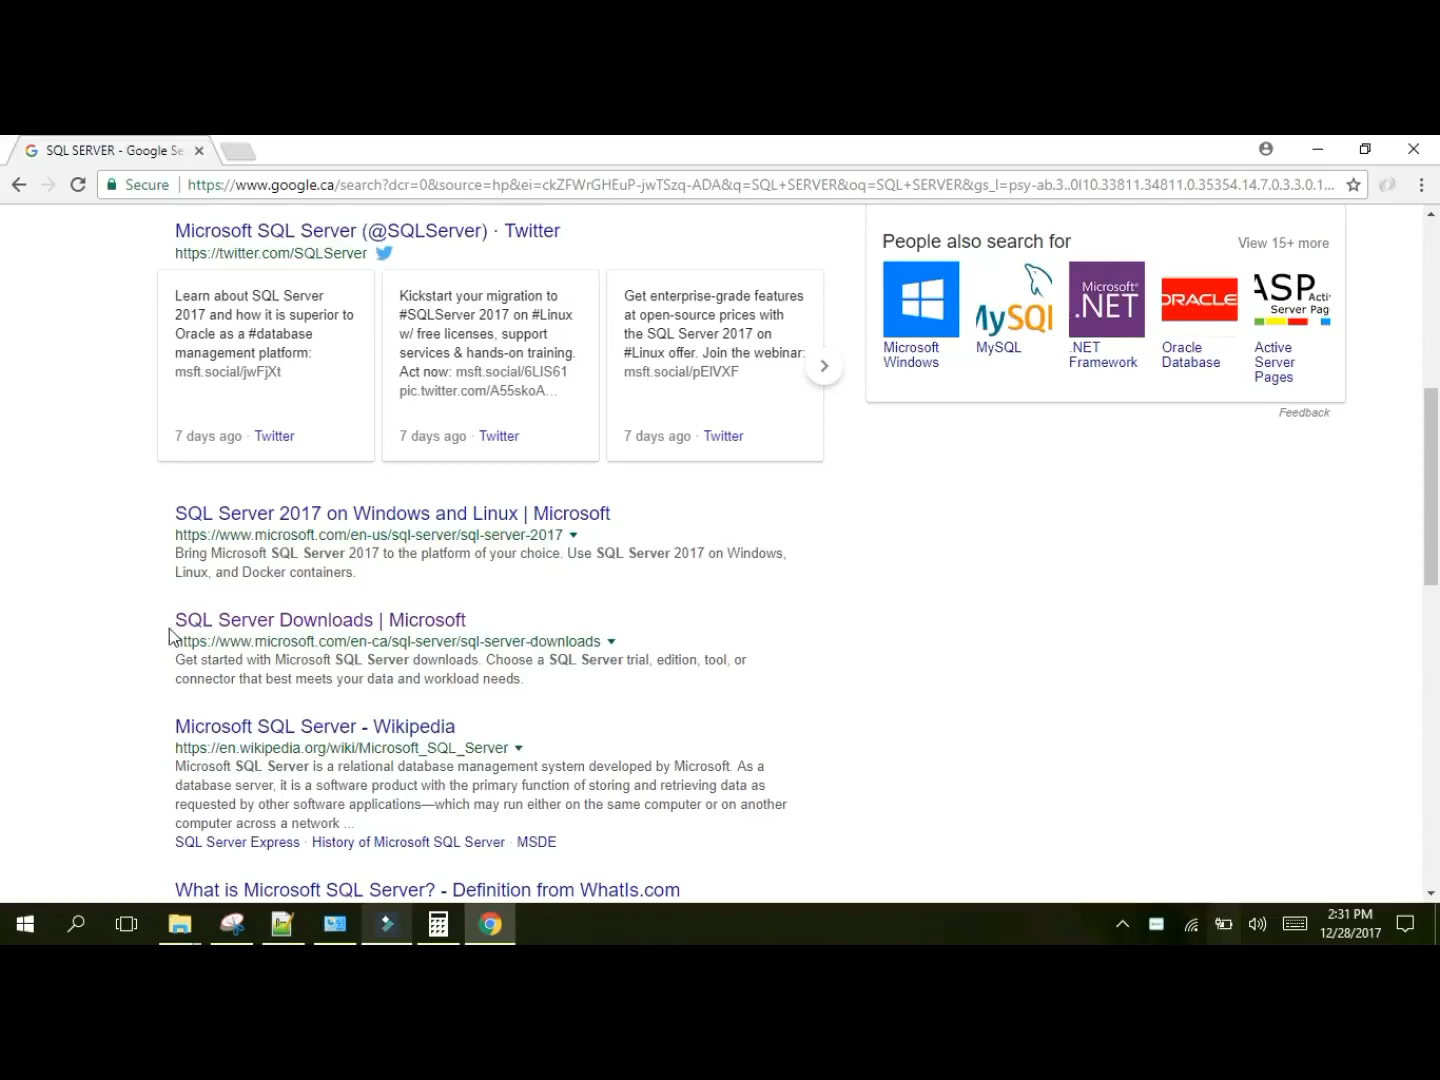 SQL SERVER - Google Se
Secure
https://www.google.ca/search?dcr=0&source=hp&ei=ckZFWrGHEuP-jwTSzq-ADA&q=SQL+SERVER&oq=SQL+SERVER&gs_l=psy-ab.3..0l10.33811.34811.0.35354.14.7.0.3.3.0.1...
Microsoft SQL Server (@SQLServer) · Twitter
https://twitter.com/SQLServer
Learn about SQL Server
2017 and how it is superior to
Oracle as a #database
management platform:
msft.social/jwFjXt
7 days ago · Twitter
Kickstart your migration to
#SQLServer 2017 on #Linux
w/ free licenses, support
services & hands-on training.
Act now: msft.social/6LIS61
pic.twitter.com/A55skoA...
7 days ago · Twitter
Get enterprise-grade features
at open-source prices with
the SQL Server 2017 on
#Linux offer. Join the webinar:
msft.social/pEIVXF
7 days ago · Twitter
SQL Server 2017 on Windows and Linux | Microsoft
https://www.microsoft.com/en-us/sql-server/sql-server-2017
Bring Microsoft SQL Server 2017 to the platform of your choice. Use SQL Server 2017 on Windows,
Linux, and Docker containers.
SQL Server Downloads | Microsoft
https://www.microsoft.com/en-ca/sql-server/sql-server-downloads
Get started with Microsoft SQL Server downloads. Choose a SQL Server trial, edition, tool, or
connector that best meets your data and workload needs.
Microsoft SQL Server - Wikipedia
https://en.wikipedia.org/wiki/Microsoft_SQL_Server
Microsoft SQL Server is a relational database management system developed by Microsoft. As a
database server, it is a software product with the primary function of storing and retrieving data as
requested by other software applications—which may run either on the same computer or on another
computer across a network ...
SQL Server Express · History of Microsoft SQL Server · MSDE
What is Microsoft SQL Server? - Definition from WhatIs.com
People also search for
View 15+ more
MySQL
Microsoft
.NET
ORACLE
ASP Acti
Server Pag
Microsoft
Windows
MySQL
.NET
Framework
Oracle
Database
Active
Server
Pages
Feedback
2:31 PM
12/28/2017